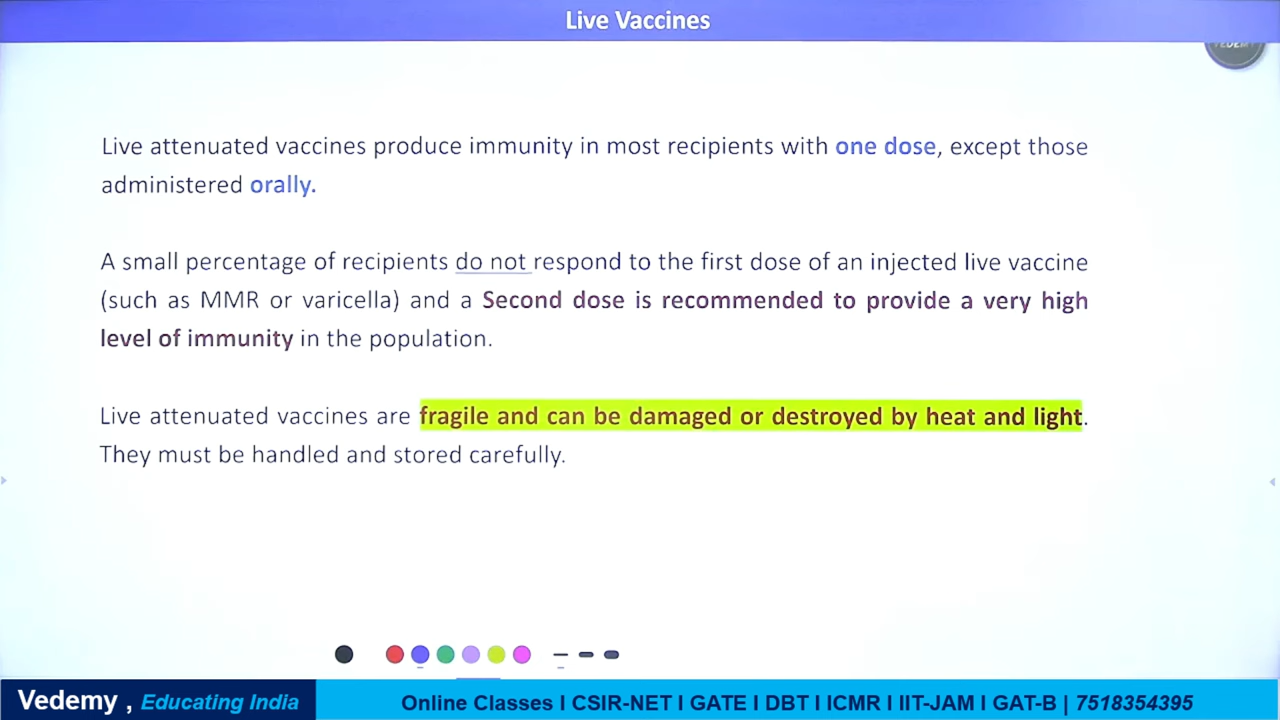 Live Vaccines
VEDEMY
Live attenuated vaccines produce immunity in most recipients with one dose, except those
administered orally.
A small percentage of recipients do not respond to the first dose of an injected live vaccine
(such as MMR or varicella) and a Second dose is recommended to provide a very high
level of immunity in the population.
Live attenuated vaccines are fragile and can be damaged or destroyed by heat and light.
They must be handled and stored carefully.
Vedemy , Educating India
Online Classes I CSIR-NET I GATE I DBT I ICMR I IIT-JAM I GAT-B | 7518354395